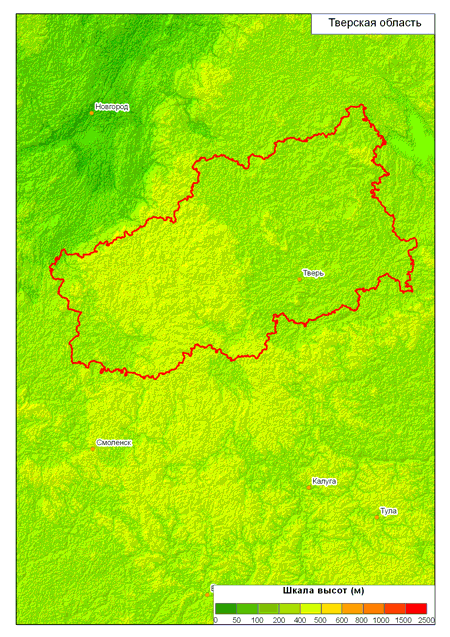 Тверская область
Новгород
Тверь
Смоленск
Калуга
Тула
Шкала высот (м)
0 50 100 200 400 500 600 800 1000 1500 2500